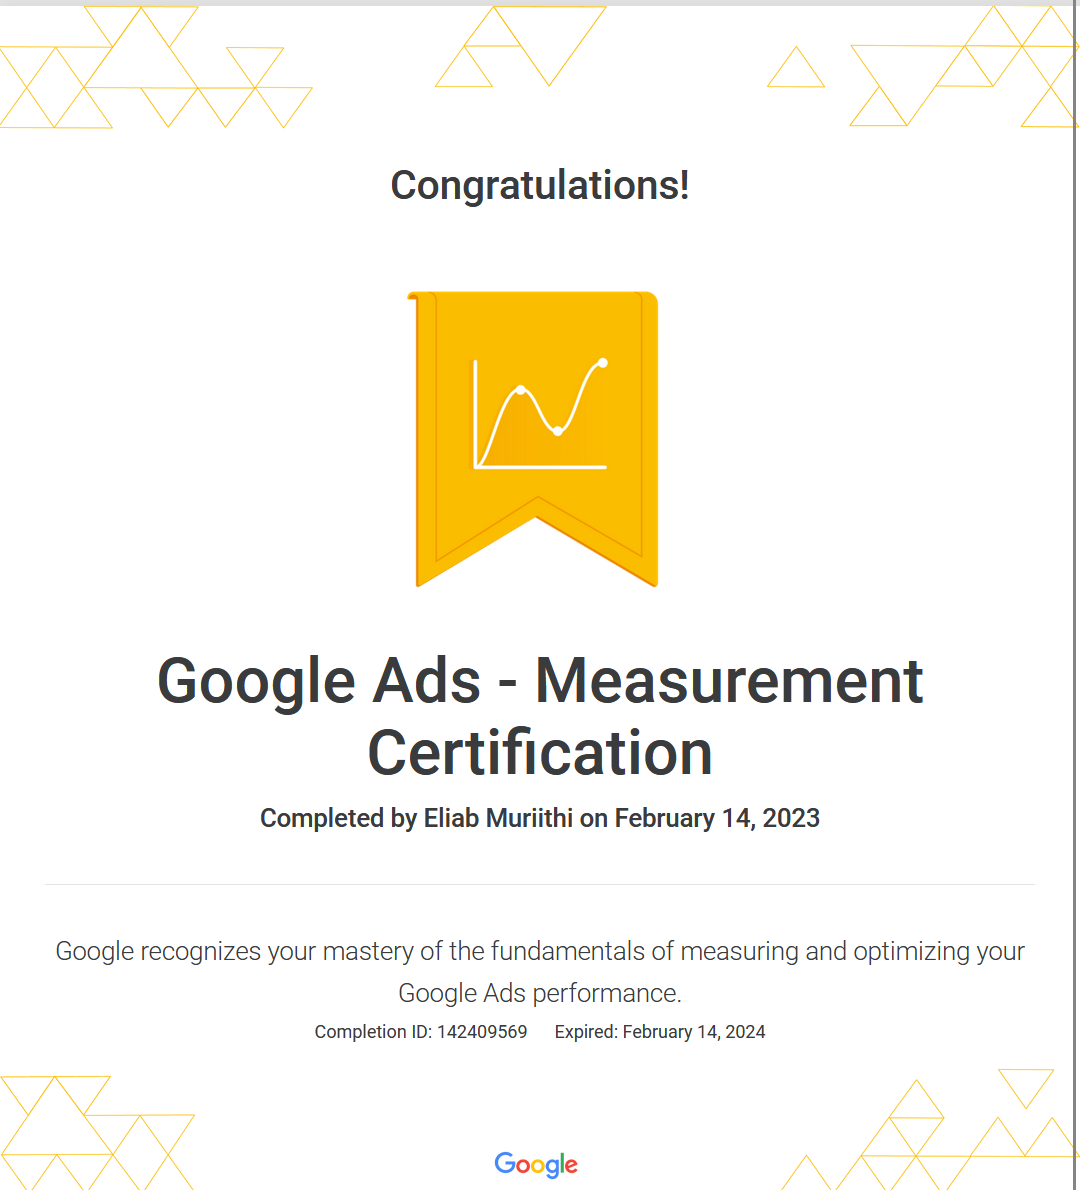 Congratulations!
Google Ads - Measurement
Certification
Completed by Eliab Muriithi on February 14, 2023
Google recognizes your mastery of the fundamentals of measuring and optimizing your
Google Ads performance.
Completion ID: 142409569 Expired: February 14, 2024
Google